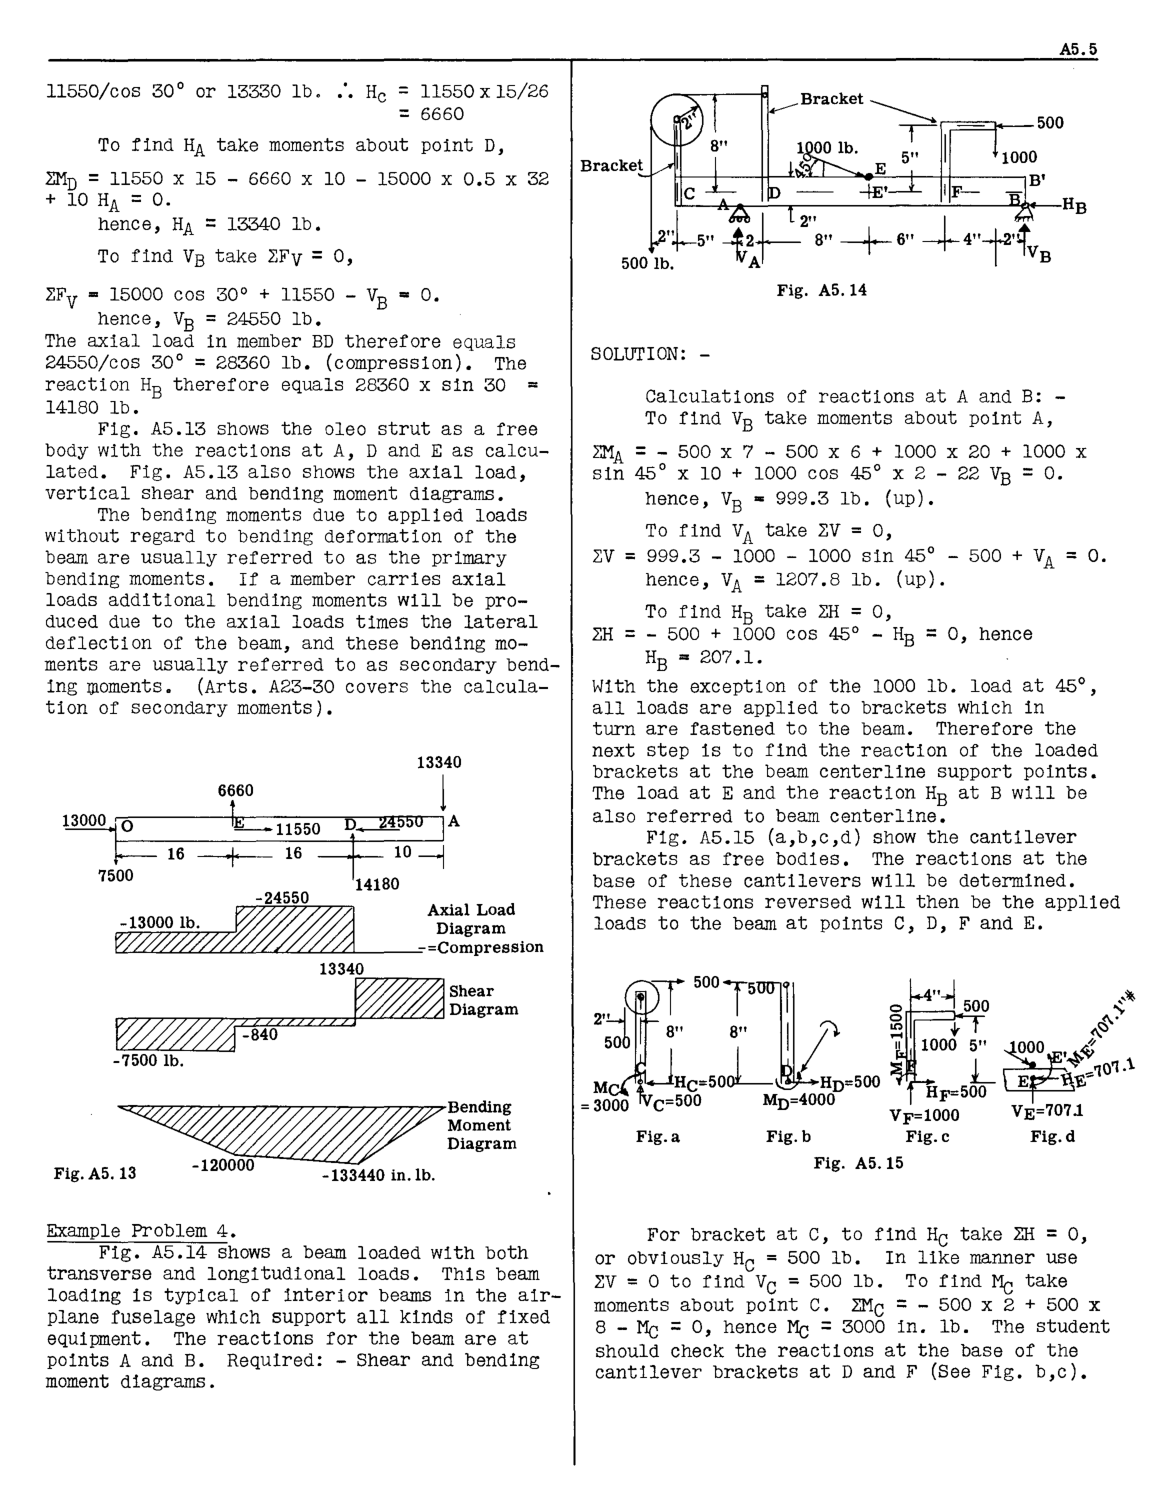 A5.5
11550/cos 30° or 13330 lb. ∴ H_C = 11550 x 15/26
= 6660
To find H_A take moments about point D,
ΣM_D = 11550 x 15 - 6660 x 10 - 15000 x 0.5 x 32
+ 10 H_A = 0.
hence, H_A = 13340 lb.
To find V_B take ΣF_V = 0,
ΣF_V = 15000 cos 30° + 11550 - V_B = 0.
hence, V_B = 24550 lb.
The axial load in member BD therefore equals
24550/cos 30° = 28360 lb. (compression). The
reaction H_B therefore equals 28360 x sin 30 =
14180 lb.
Fig. A5.13 shows the oleo strut as a free
body with the reactions at A, D and E as calcu-
lated. Fig. A5.13 also shows the axial load,
vertical shear and bending moment diagrams.
The bending moments due to applied loads
without regard to bending deformation of the
beam are usually referred to as the primary
bending moments. If a member carries axial
loads additional bending moments will be pro-
duced due to the axial loads times the lateral
deflection of the beam, and these bending mo-
ments are usually referred to as secondary bend-
ing moments. (Arts. A23-30 covers the calcula-
tion of secondary moments).
13340
6660
13000 O E 11550 D 24550 A
16 16 10
7500
14180
-24550
-13000 lb.
Axial Load
Diagram
-=Compression
13340
Shear
Diagram
-840
-7500 lb.
Bending
Moment
Diagram
-120000
-133440 in. lb.
Fig. A5.13
Example Problem 4.
Fig. A5.14 shows a beam loaded with both
transverse and longitudional loads. This beam
loading is typical of interior beams in the air-
plane fuselage which support all kinds of fixed
equipment. The reactions for the beam are at
points A and B. Required: - Shear and bending
moment diagrams.
Bracket
2"
8"
1000 lb.
45°
E
5"
500
1000
Bracket
C D E' F B' B
A
H_B
2"
2" 5" 2 8" 6" 4" 2"
500 lb.
V_A
V_B
Fig. A5.14
SOLUTION: -
Calculations of reactions at A and B: -
To find V_B take moments about point A,
ΣM_A = - 500 x 7 - 500 x 6 + 1000 x 20 + 1000 x
sin 45° x 10 + 1000 cos 45° x 2 - 22 V_B = 0.
hence, V_B = 999.3 lb. (up).
To find V_A take ΣV = 0,
ΣV = 999.3 - 1000 - 1000 sin 45° - 500 + V_A = 0.
hence, V_A = 1207.8 lb. (up).
To find H_B take ΣH = 0,
ΣH = - 500 + 1000 cos 45° - H_B = 0, hence
H_B = 207.1.
With the exception of the 1000 lb. load at 45°,
all loads are applied to brackets which in
turn are fastened to the beam. Therefore the
next step is to find the reaction of the loaded
brackets at the beam centerline support points.
The load at E and the reaction H_B at B will be
also referred to beam centerline.
Fig. A5.15 (a,b,c,d) show the cantilever
brackets as free bodies. The reactions at the
base of these cantilevers will be determined.
These reactions reversed will then be the applied
loads to the beam at points C, D, F and E.
500
2"
500
8"
C
M_C
= 3000
H_C=500
V_C=500
Fig. a
500
8"
D
H_D=500
M_D=4000
Fig. b
4"
500
1000
5"
M_F=1500
F
H_F=500
V_F=1000
Fig. c
1000
E'
E
M_E=707.1"#
H_E=707.1
V_E=707.1
Fig. d
Fig. A5.15
For bracket at C, to find H_C take ΣH = 0,
or obviously H_C = 500 lb. In like manner use
ΣV = 0 to find V_C = 500 lb. To find M_C take
moments about point C. ΣM_C = - 500 x 2 + 500 x
8 - M_C = 0, hence M_C = 3000 in. lb. The student
should check the reactions at the base of the
cantilever brackets at D and F (See Fig. b,c).